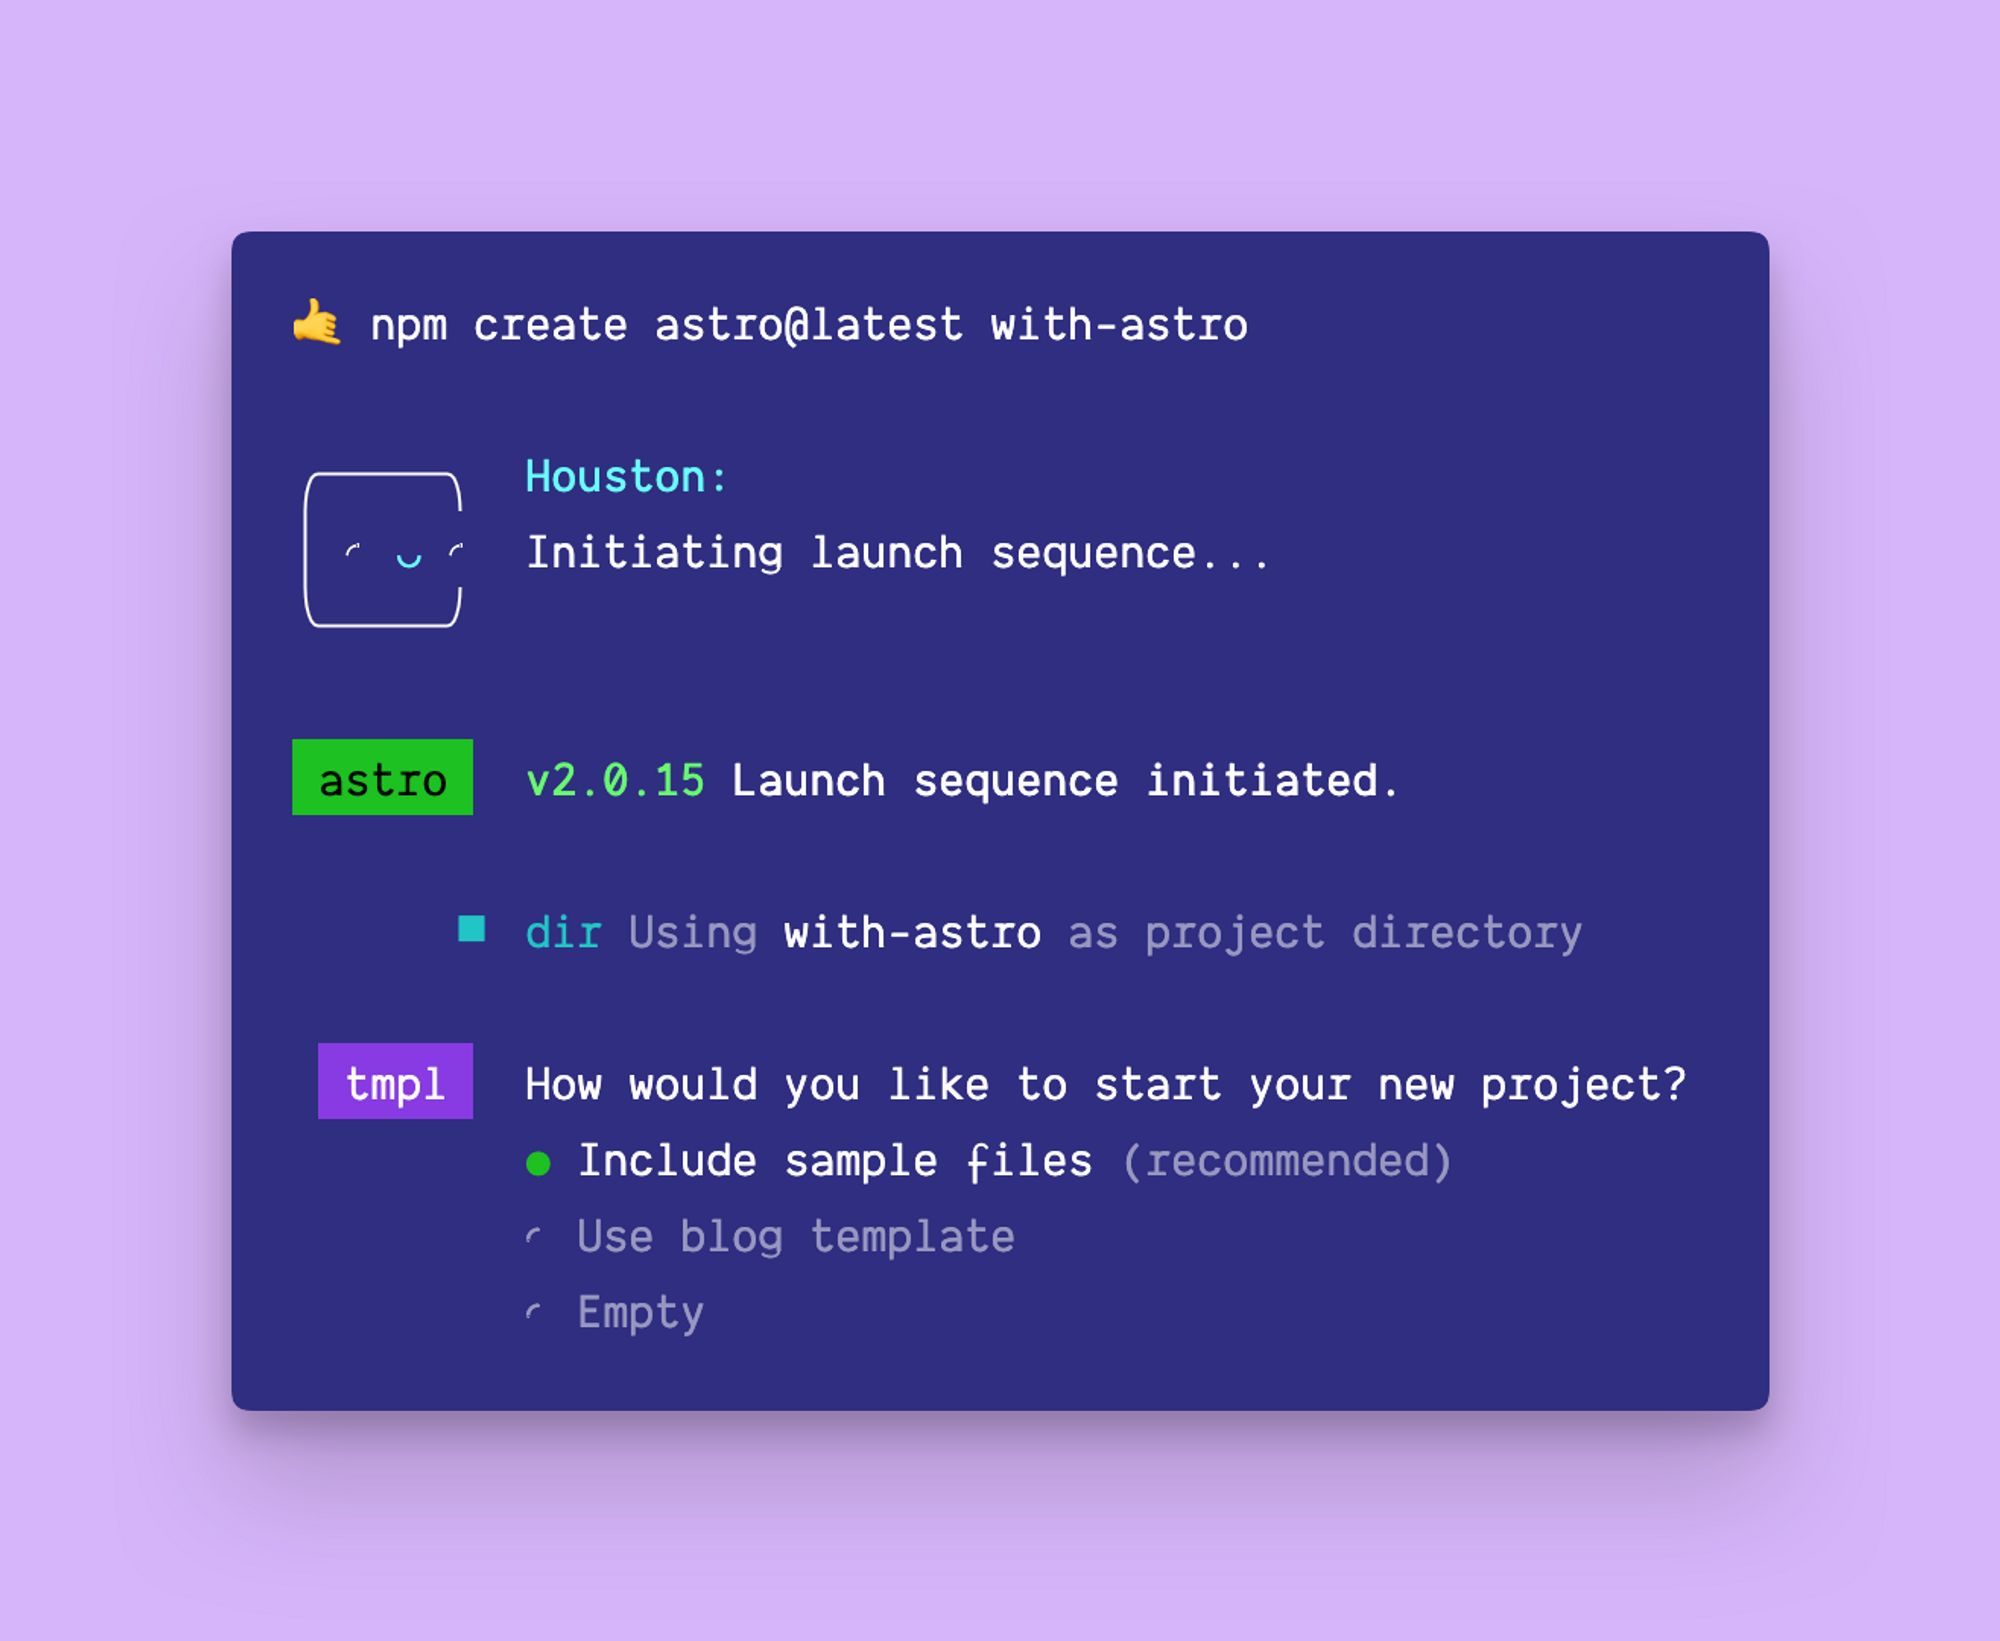 🤙 npm create astro@latest with-astro
Houston:
◜ ◡ ◜ Initiating launch sequence...
astro v2.0.15 Launch sequence initiated.
■ dir Using with-astro as project directory
tmpl How would you like to start your new project?
● Include sample files (recommended)
Use blog template
Empty